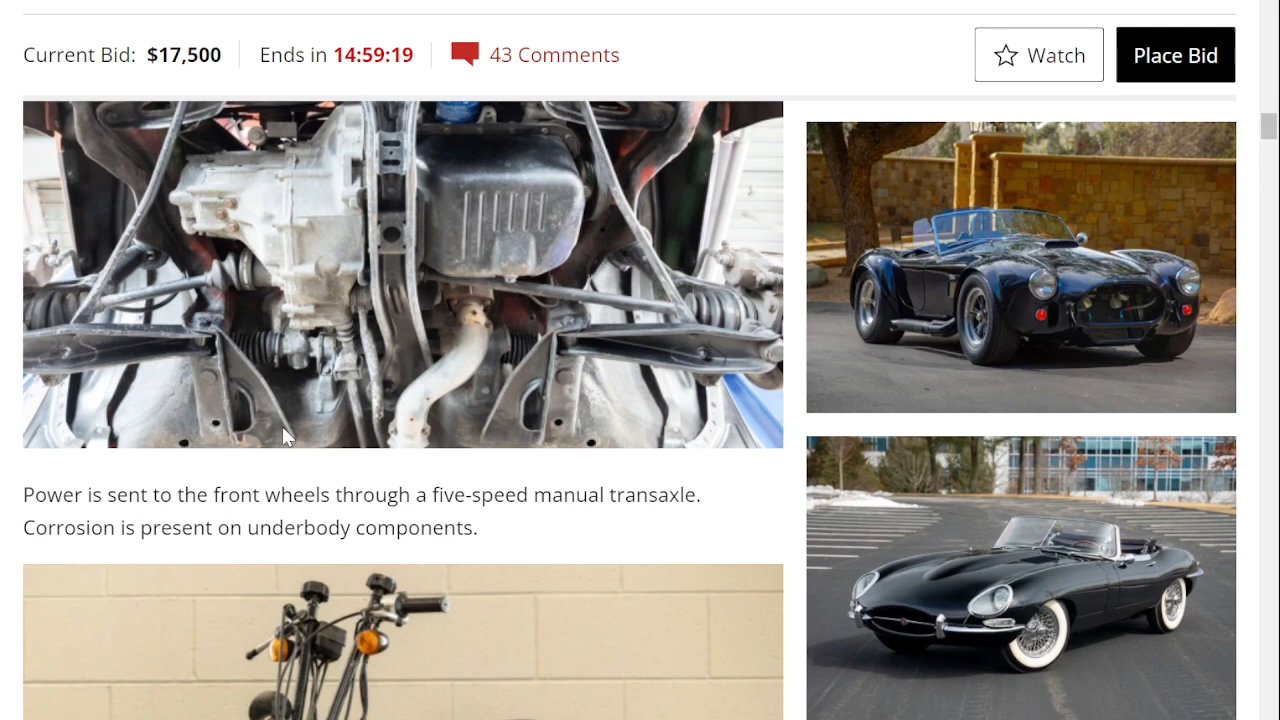 Current Bid: $17,500 Ends in 14:59:19 43 Comments Watch Place Bid
Power is sent to the front wheels through a five-speed manual transaxle.
Corrosion is present on underbody components.